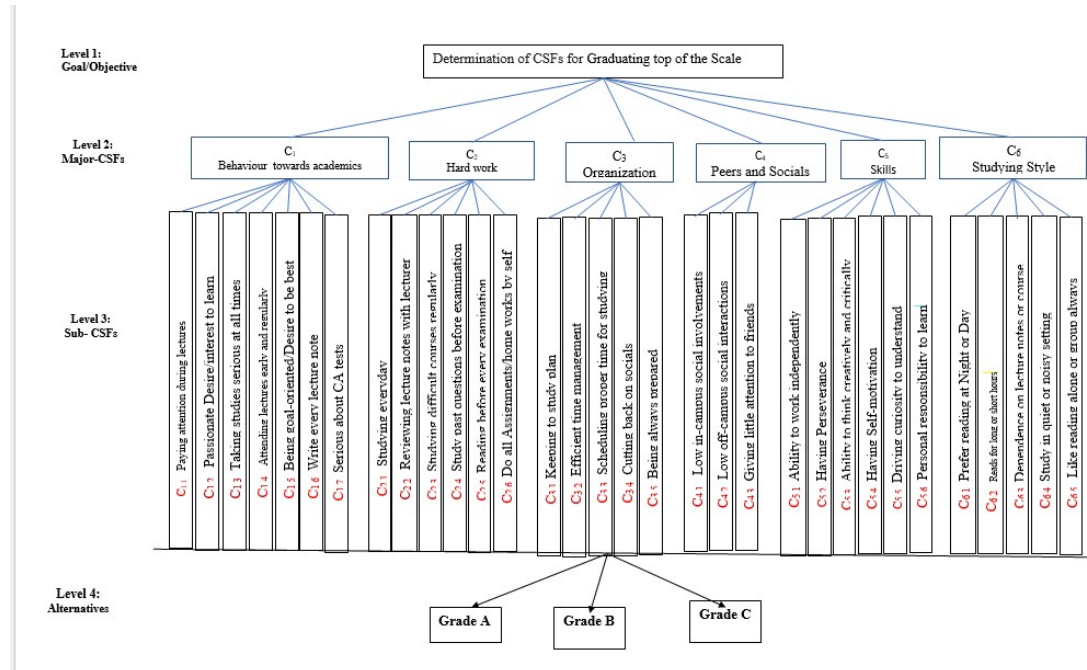 Level 1:
Goal/Objective
Determination of CSFs for Graduating top of the Scale
Level 2:
Major-CSFs
C1
Behaviour towards academics
C2
Hard work
C3
Organization
C4
Peers and Socials
C5
Skills
C6
Studying Style
Level 3:
Sub- CSFs
C11 Paying attention during lectures
C12 Passionate Desire/interest to learn
C13 Taking studies serious at all times
C14 Attending lectures early and regularly
C15 Being goal-oriented/Desire to be best
C16 Write every lecture note
C17 Serious about CA tests
C21 Studying everyday
C22 Reviewing lecture notes with lecturer
C23 Studying difficult courses regularly
C24 Study past questions before examination
C25 Reading before every examination
C26 Do all Assignments/home works by self
C31 Keeping to study plan
C32 Efficient time management
C33 Scheduling proper time for studying
C34 Cutting back on socials
C35 Being always prepared
C41 Low in-campus social involvements
C42 Low off-campus social interactions
C43 Giving little attention to friends
C51 Ability to work independently
C52 Having Perseverance
C53 Ability to think creatively and critically
C54 Having Self-motivation
C55 Driving curiosity to understand
C56 Personal responsibility to learn
C61 Prefer reading at Night or Day
C62 Reads for long or short hours
C63 Dependence on lecture notes or course
C64 Study in quiet or noisy setting
C65 Like reading alone or group always
Level 4:
Alternatives
Grade A
Grade B
Grade C